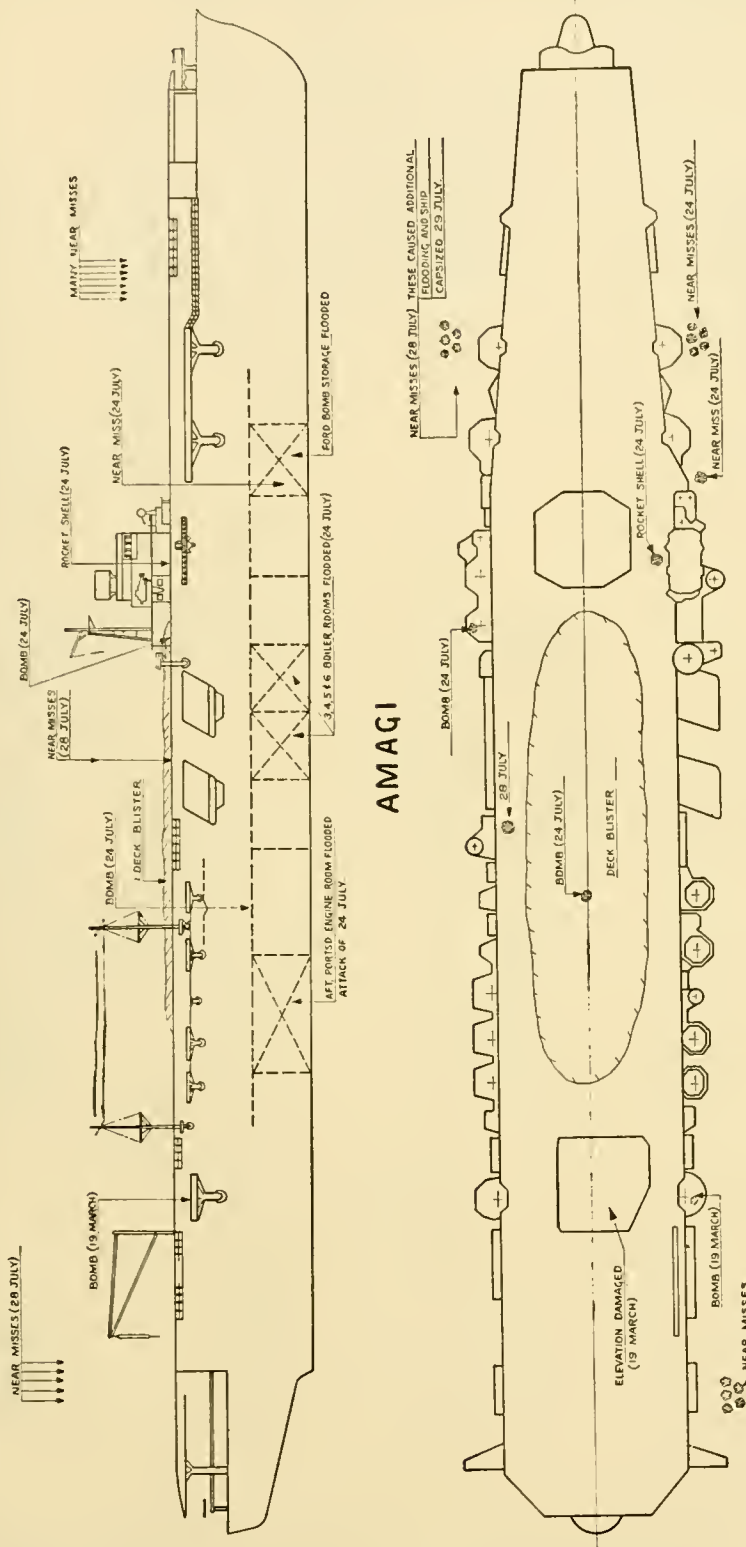 NEAR MISSES (28 JULY)
BOMB (19 MARCH)
BOMB (24 JULY)
1 DECK BLISTER
NEAR MISSES
(28 JULY)
BOMB (24 JULY)
ROCKET SHELL (24 JULY)
MANY NEAR MISSES
NEAR MISS (24 JULY)
AFT PORTSD ENGINE ROOM FLOODED
ATTACK OF 24 JULY
3,4,5 & 6 BOILER ROOMS FLOODED (24 JULY)
FORD BOMB STORAGE FLOODED
AMAGI
NEAR MISSES (28 JULY) THESE CAUSED ADDITIONAL
FLOODING AND SHIP
CAPSIZED 29 JULY.
BOMB (24 JULY)
28 JULY
BOMB (24 JULY)
DECK BLISTER
ELEVATION DAMAGED
(19 MARCH)
ROCKET SHELL (24 JULY)
NEAR MISS (24 JULY)
NEAR MISSES (24 JULY)
BOMB (19 MARCH)
NEAR MISSES